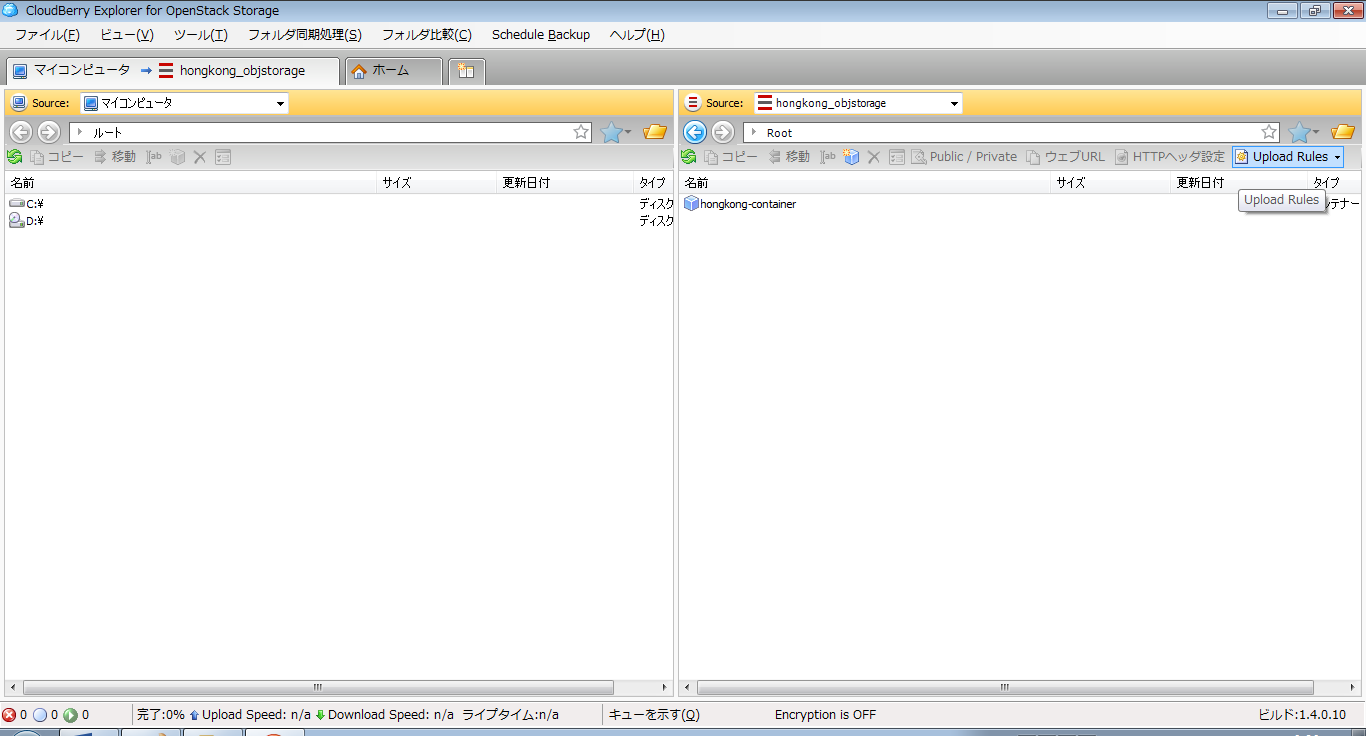 CloudBerry Explorer for OpenStack Storage
ファイル(F) ビュー(V) ツール(T) フォルダ同期処理(S) フォルダ比較(C) Schedule Backup ヘルプ(H)
マイコンピュータ hongkong_objstorage ホーム
Source: マイコンピュータ
ルート
コピー 移動
名前 サイズ 更新日付 タイプ
C:¥ ディスク
D:¥ ディスク
Source: hongkong_objstorage
Root
コピー 移動 Public / Private ウェブURL HTTPヘッダ設定 Upload Rules
名前 サイズ 更新日付 タイプ
hongkong-container テナー
Upload Rules
0 0 0 完了:0% Upload Speed: n/a Download Speed: n/a ライプタイム:n/a キューを示す(Q) Encryption is OFF ビルド:1.4.0.10